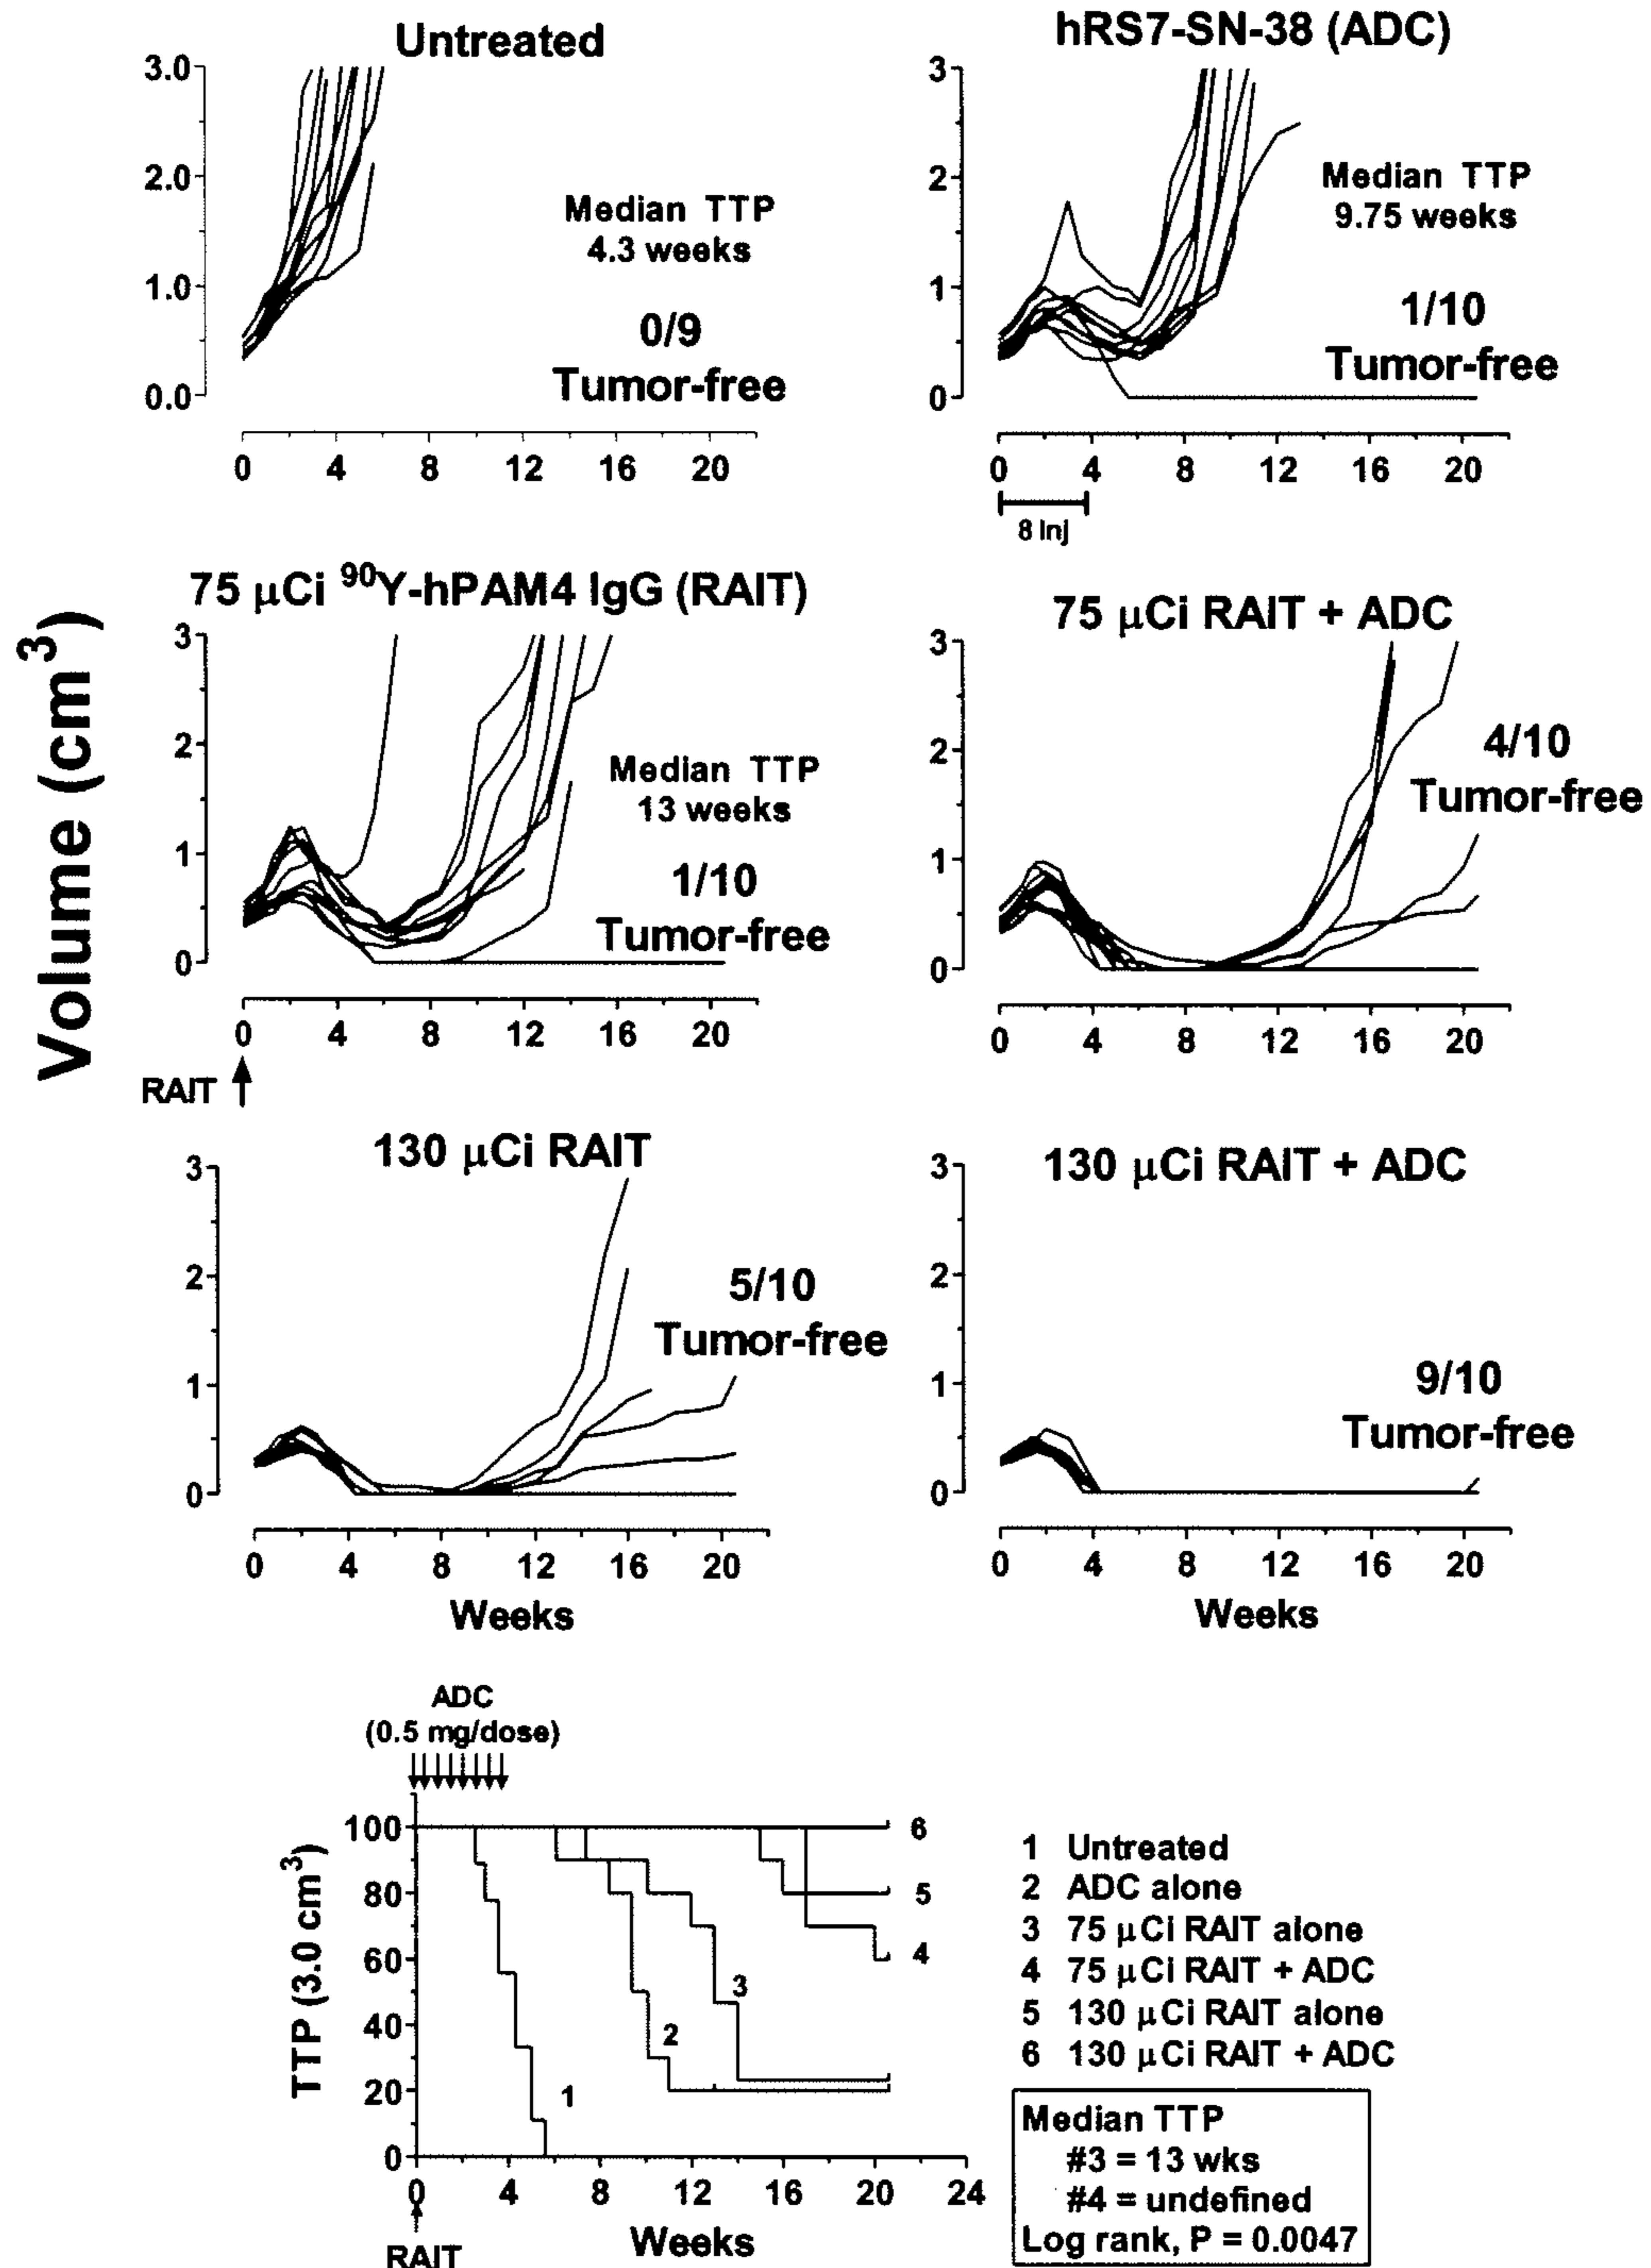 Untreated
3.0
2.0
1.0
0.0
Median TTP
4.3 weeks
0/9
Tumor-free
0 4 8 12 16 20
hRS7-SN-38 (ADC)
3
2
1
0
Median TTP
9.75 weeks
1/10
Tumor-free
0 4 8 12 16 20
8 Inj
Volume (cm³)
75 µCi ⁹⁰Y-hPAM4 IgG (RAIT)
3
2
1
0
Median TTP
13 weeks
1/10
Tumor-free
0 4 8 12 16 20
RAIT
75 µCi RAIT + ADC
3
2
1
0
4/10
Tumor-free
0 4 8 12 16 20
130 µCi RAIT
3
2
1
0
5/10
Tumor-free
0 4 8 12 16 20
Weeks
130 µCi RAIT + ADC
3
2
1
0
9/10
Tumor-free
0 4 8 12 16 20
Weeks
ADC
(0.5 mg/dose)
TTP (3.0 cm³)
100
80
60
40
20
0
6
5
4
3
2
1
0 4 8 12 16 20 24
RAIT
Weeks
1 Untreated
2 ADC alone
3 75 µCi RAIT alone
4 75 µCi RAIT + ADC
5 130 µCi RAIT alone
6 130 µCi RAIT + ADC
Median TTP
#3 = 13 wks
#4 = undefined
Log rank, P = 0.0047